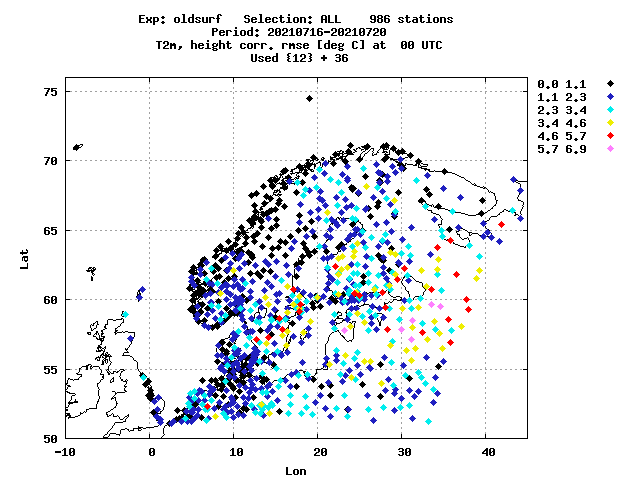 Exp: oldsurf   Selection: ALL    986 stations
Period: 20210716-20210720
T2m, height corr. rmse [deg C] at  00 UTC
Used {12} + 36
0.0 1.1
1.1 2.3
2.3 3.4
3.4 4.6
4.6 5.7
5.7 6.9
75
70
65
60
55
50
Lat
-10 0 10 20 30 40
Lon